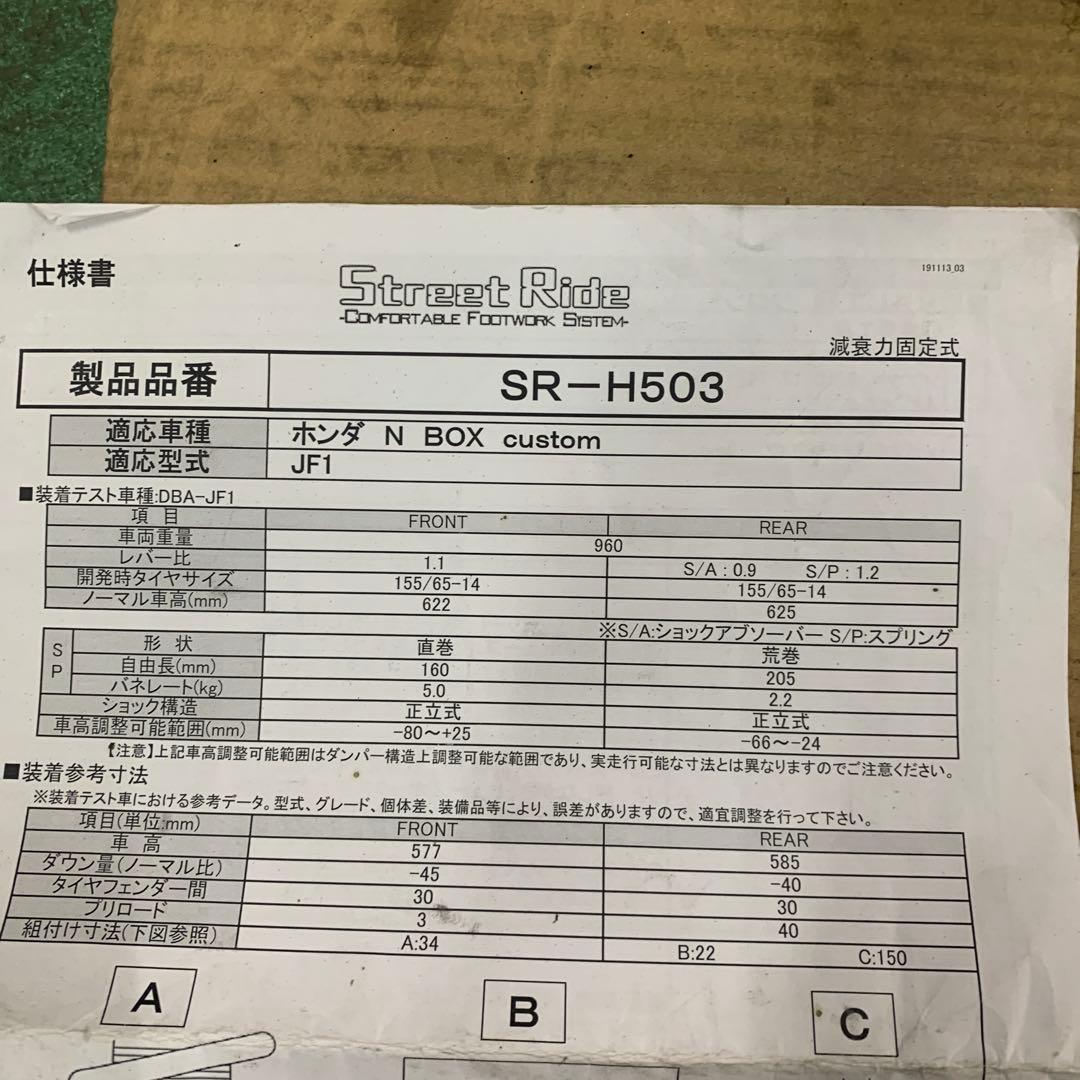 仕様書
Street Ride
-COMFORTABLE FOOTWORK SYSTEM-
191113_03
減衰力固定式
製品品番 SR-H503
適応車種 ホンダ N BOX custom
適応型式 JF1
■装着テスト車種:DBA-JF1
項目 FRONT REAR
車両重量 960
レバー比 1.1 S/A:0.9 S/P:1.2
開発時タイヤサイズ 155/65-14 155/65-14
ノーマル車高(mm) 622 625
※S/A:ショックアブソーバー S/P:スプリング
SP 形状 直巻 荒巻
自由長(mm) 160 205
バネレート(kg) 5.0 2.2
ショック構造 正立式 正立式
車高調整可能範囲(mm) -80～+25 -66～-24
【注意】上記車高調整可能範囲はダンパー構造上調整可能な範囲であり、実走行可能な寸法とは異なりますのでご注意ください。
■装着参考寸法
※装着テスト車における参考データ。型式、グレード、個体差、装備品等により、誤差がありますので、適宜調整を行って下さい。
項目(単位:mm) FRONT REAR
車高 577 585
ダウン量(ノーマル比) -45 -40
タイヤフェンダー間 30 30
プリロード 3 40
組付け寸法(下図参照) A:34 B:22 C:150
A B C